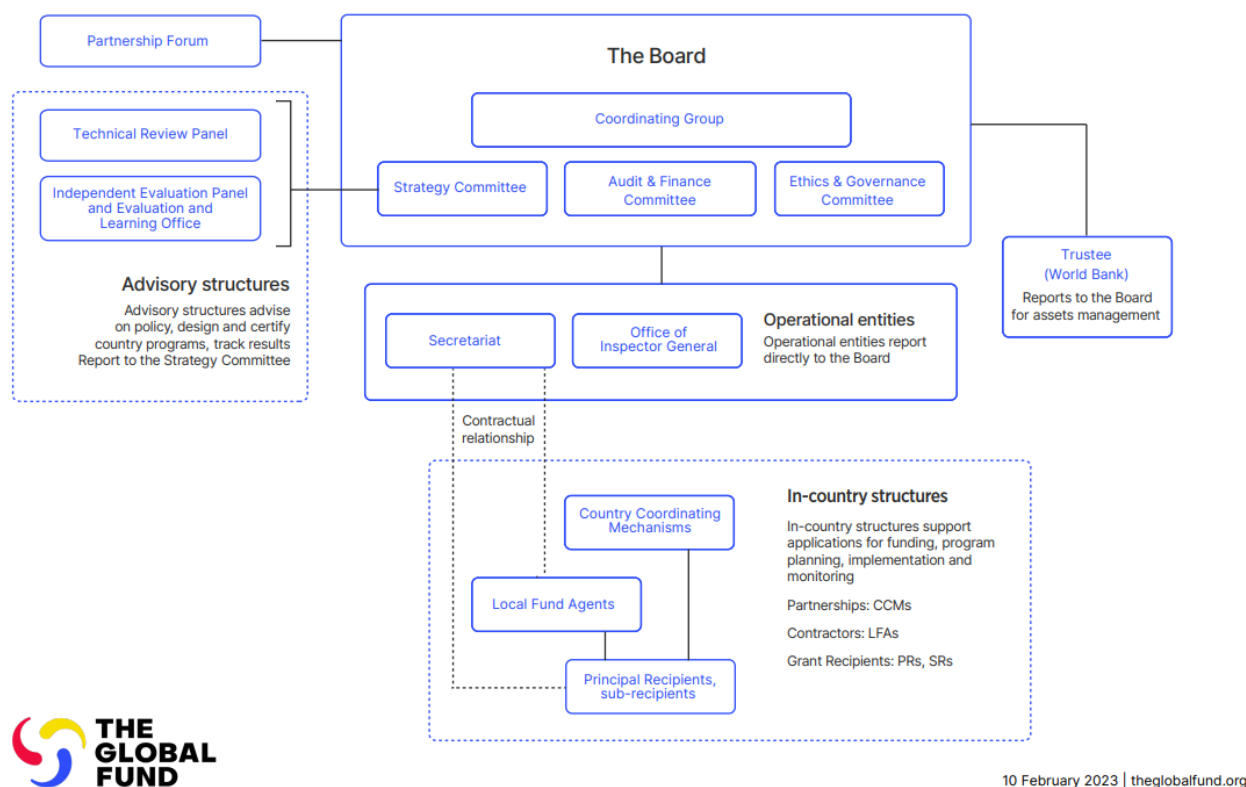 Partnership Forum
The Board
Coordinating Group
Technical Review Panel
Strategy Committee
Audit & Finance
Committee
Ethics & Governance
Committee
Independent Evaluation Panel
and Evaluation and
Learning Office
Advisory structures
Advisory structures advise
on policy, design and certify
country programs, track results
Report to the Strategy Committee
Trustee
(World Bank)
Reports to the Board
for assets management
Secretariat
Office of
Inspector General
Operational entities
Operational entities report
directly to the Board
Contractual
relationship
Country Coordinating
Mechanisms
Local Fund Agents
Principal Recipients,
sub-recipients
In-country structures
In-country structures support
applications for funding, program
planning, implementation and
monitoring
Partnerships: CCMs
Contractors: LFAs
Grant Recipients: PRs, SRs
THE
GLOBAL
FUND
10 February 2023 | theglobalfund.org